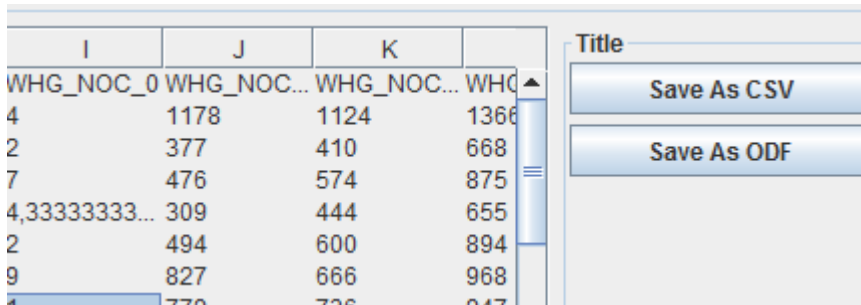 I J K
Title
WHG_NOC_0 WHG_NOC... WHG_NOC...
Save As CSV
4 1178 1124
2 377 410 668
Save As ODF
7 476 574 875
4,33333333... 309 444 655
2 494 600 894
9 827 666 968